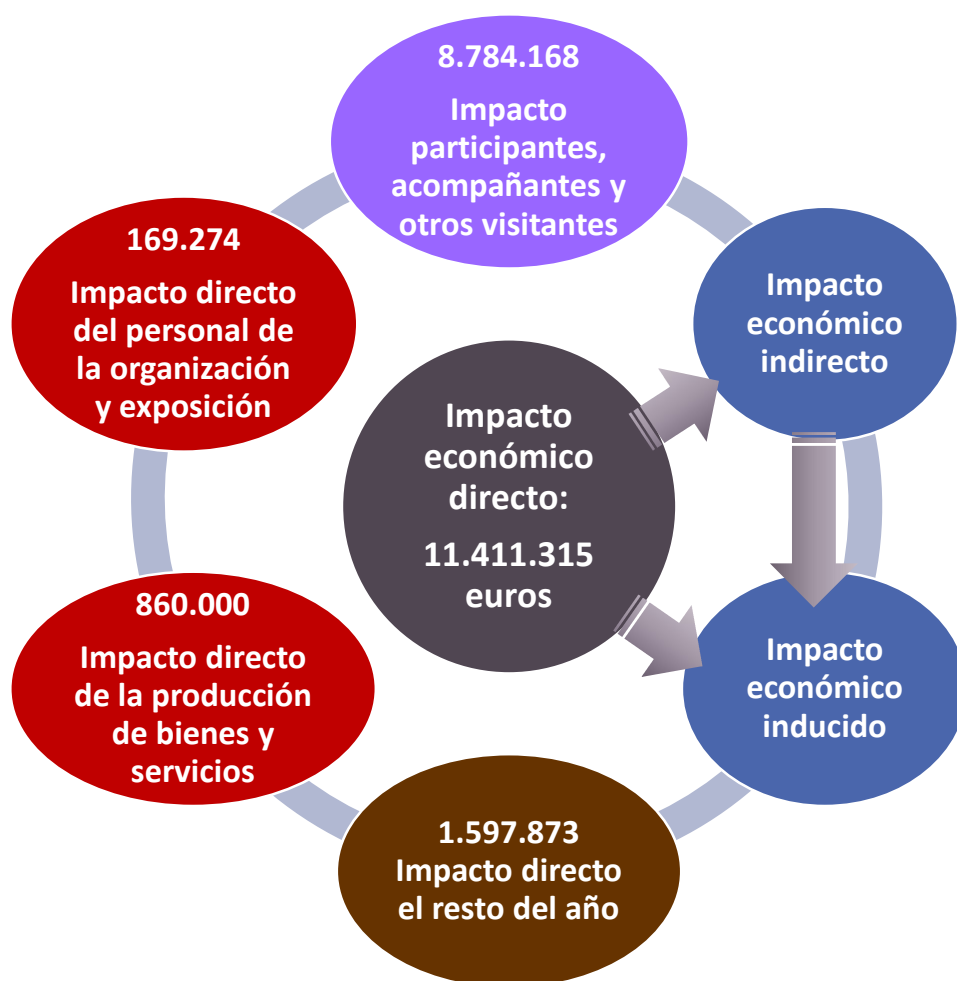 8.784.168
Impacto
participantes,
acompañantes y
otros visitantes
169.274
Impacto directo
del personal de
la organización
y exposición
Impacto
económico
indirecto
Impacto
económico
directo:
11.411.315
euros
860.000
Impacto directo
de la producción
de bienes y
servicios
Impacto
económico
inducido
1.597.873
Impacto directo
el resto del año